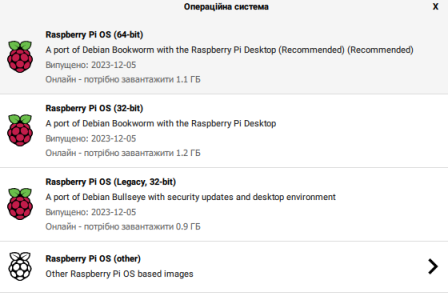 Операційна система
X
Raspberry Pi OS (64-bit)
A port of Debian Bookworm with the Raspberry Pi Desktop (Recommended) (Recommended)
Випущено: 2023-12-05
Онлайн - потрібно завантажити 1.1 ГБ
Raspberry Pi OS (32-bit)
A port of Debian Bookworm with the Raspberry Pi Desktop
Випущено: 2023-12-05
Онлайн - потрібно завантажити 1.2 ГБ
Raspberry Pi OS (Legacy, 32-bit)
A port of Debian Bullseye with security updates and desktop environment
Випущено: 2023-12-05
Онлайн - потрібно завантажити 0.9 ГБ
Raspberry Pi OS (other)
Other Raspberry Pi OS based images